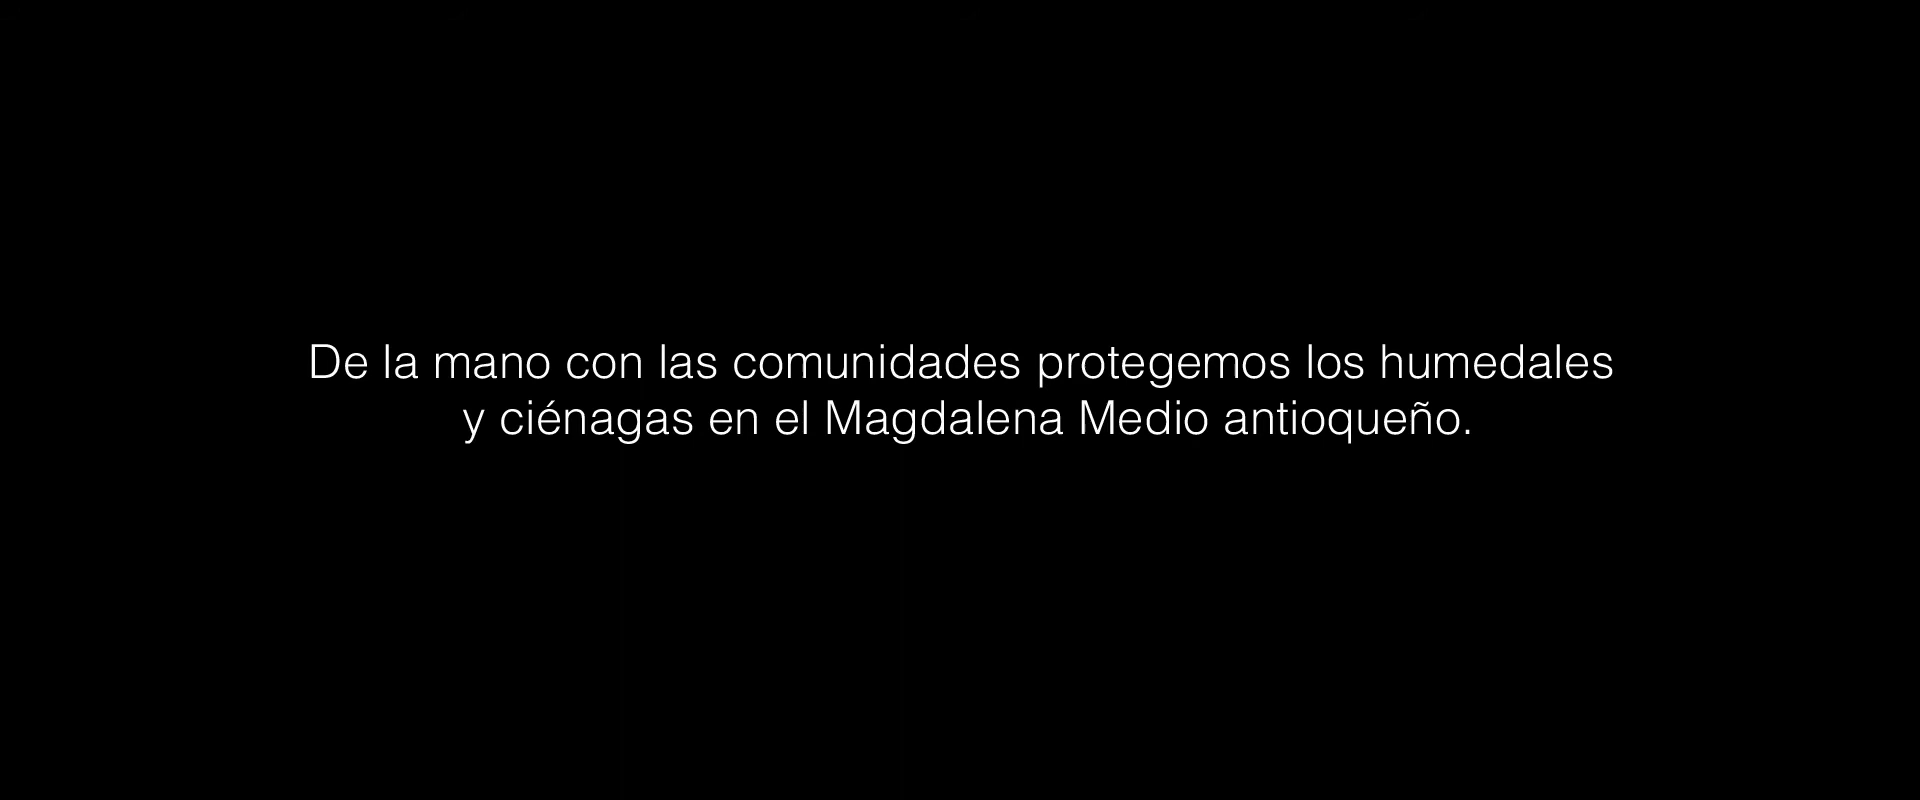 De la mano con las comunidades protegemos los humedales
y ciénagas en el Magdalena Medio antioqueño.